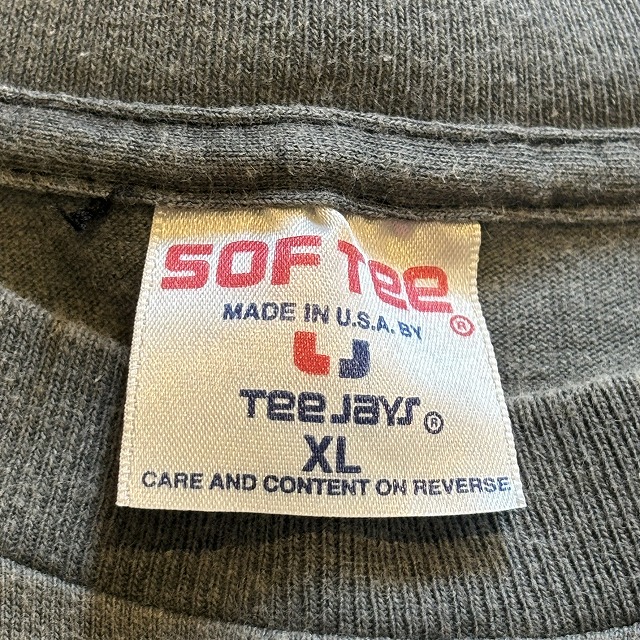 SOF Tee ®
MADE IN U.S.A. BY
Tee Jays ®
XL
CARE AND CONTENT ON REVERSE